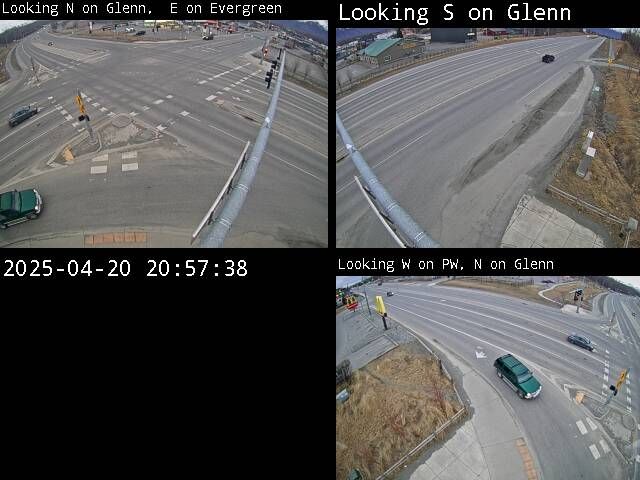 Looking N on Glenn,  E on Evergreen
Looking S on Glenn
2025-04-20 20:57:38
Looking W on PW, N on Glenn